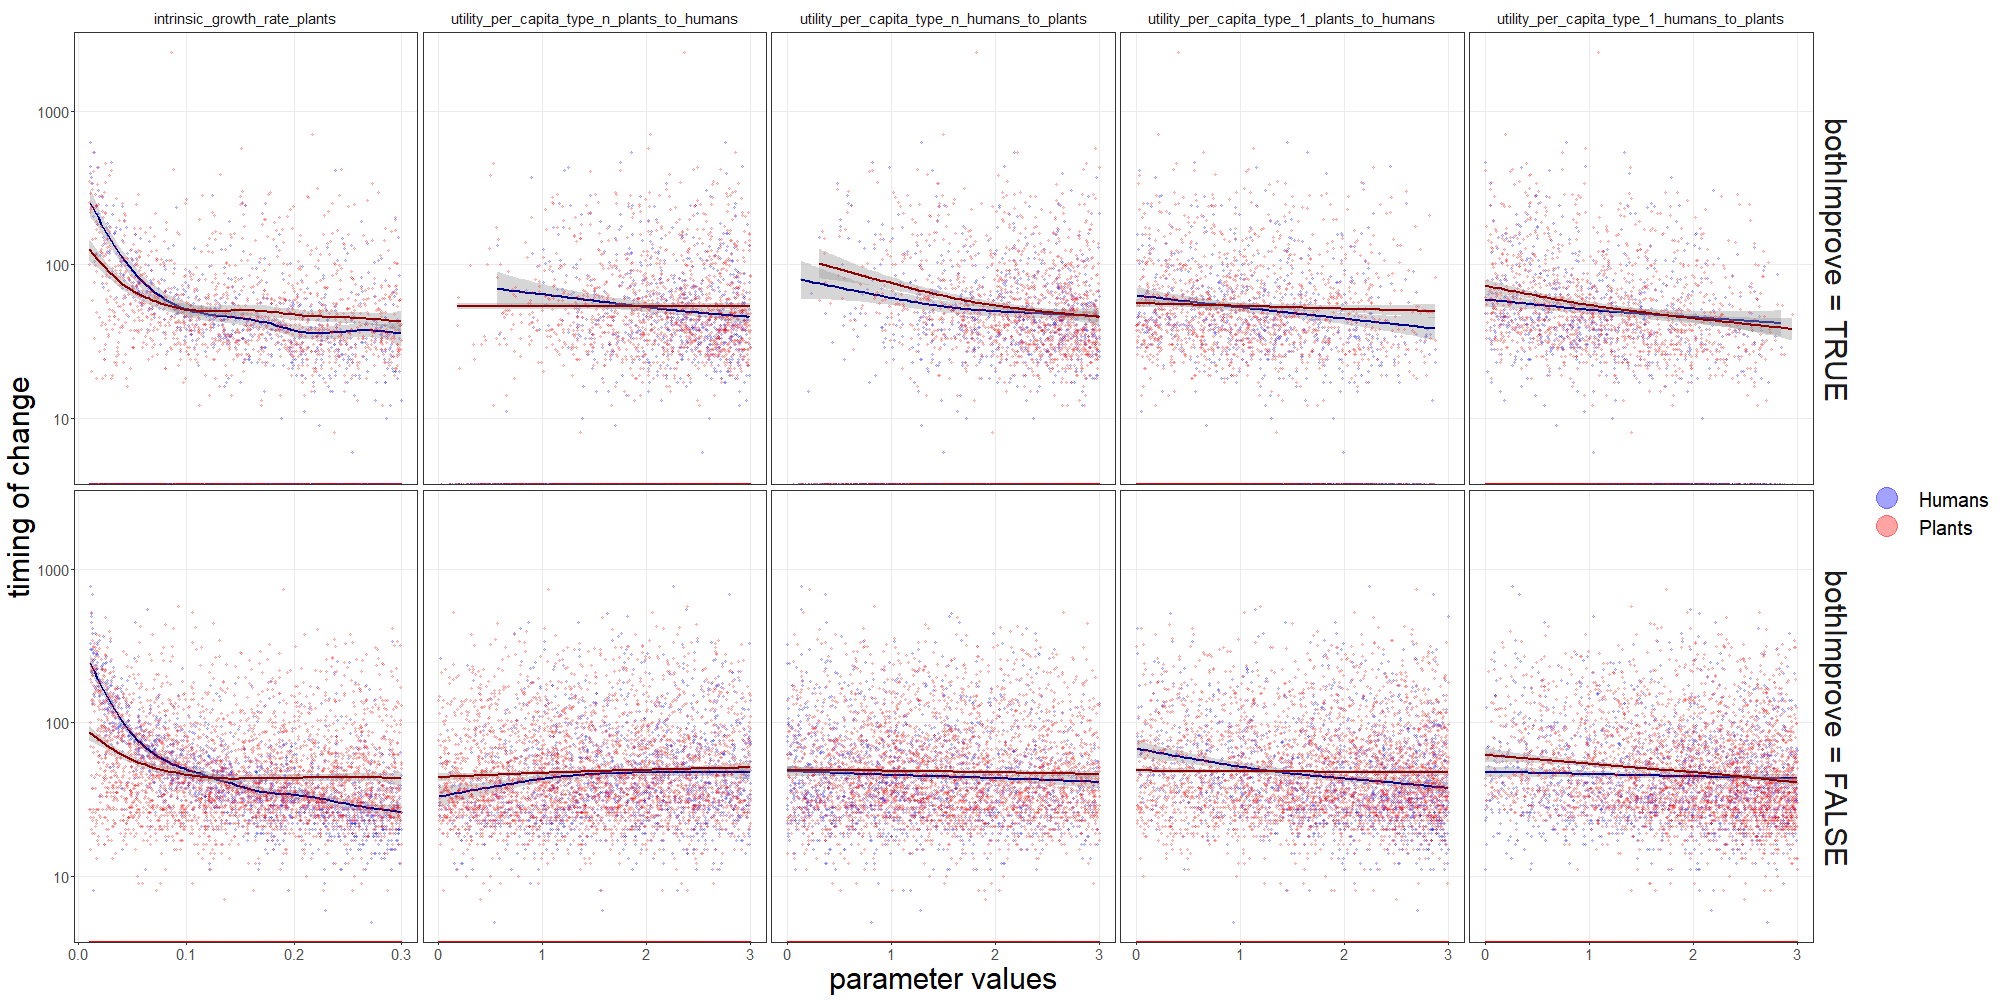 intrinsic_growth_rate_plants
utility_per_capita_type_n_plants_to_humans
utility_per_capita_type_n_humans_to_plants
utility_per_capita_type_1_plants_to_humans
utility_per_capita_type_1_humans_to_plants
1000
100
10
bothImprove = TRUE
timing of change
1000
100
10
bothImprove = FALSE
Humans
Plants
0.0 0.1 0.2 0.3
0 1 2 3
0 1 2 3
0 1 2 3
0 1 2 3
parameter values